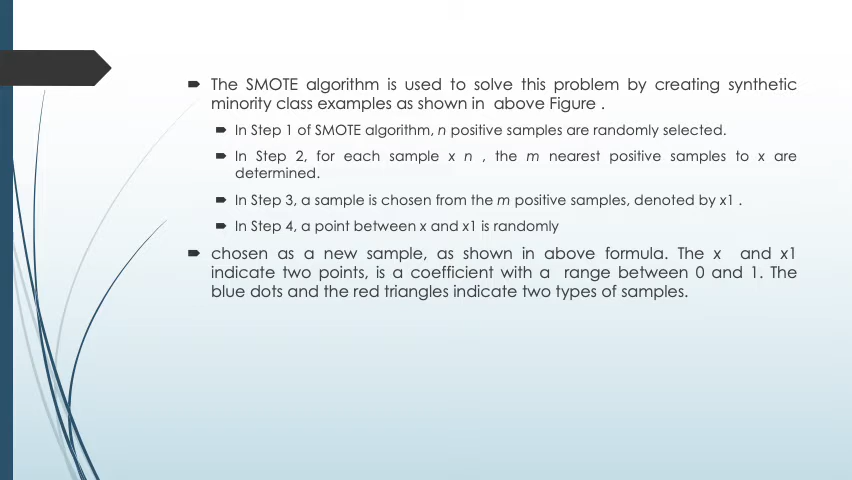 The SMOTE algorithm is used to solve this problem by creating synthetic
minority class examples as shown in above Figure .
In Step 1 of SMOTE algorithm, n positive samples are randomly selected.
In Step 2, for each sample x n , the m nearest positive samples to x are
determined.
In Step 3, a sample is chosen from the m positive samples, denoted by x1 .
In Step 4, a point between x and x1 is randomly
chosen as a new sample, as shown in above formula. The x and x1
indicate two points, is a coefficient with a range between 0 and 1. The
blue dots and the red triangles indicate two types of samples.